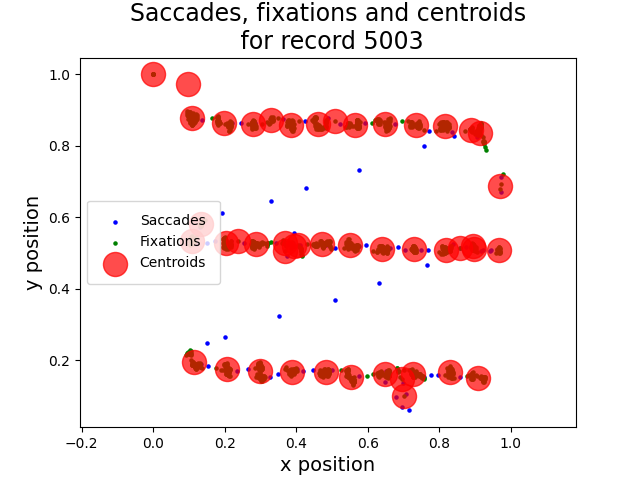 Saccades, fixations and centroids
for record 5003
1.0
0.8
0.6
0.4
0.2
y position
Saccades
Fixations
Centroids
−0.2
0.0
0.2
0.4
0.6
0.8
1.0
x position